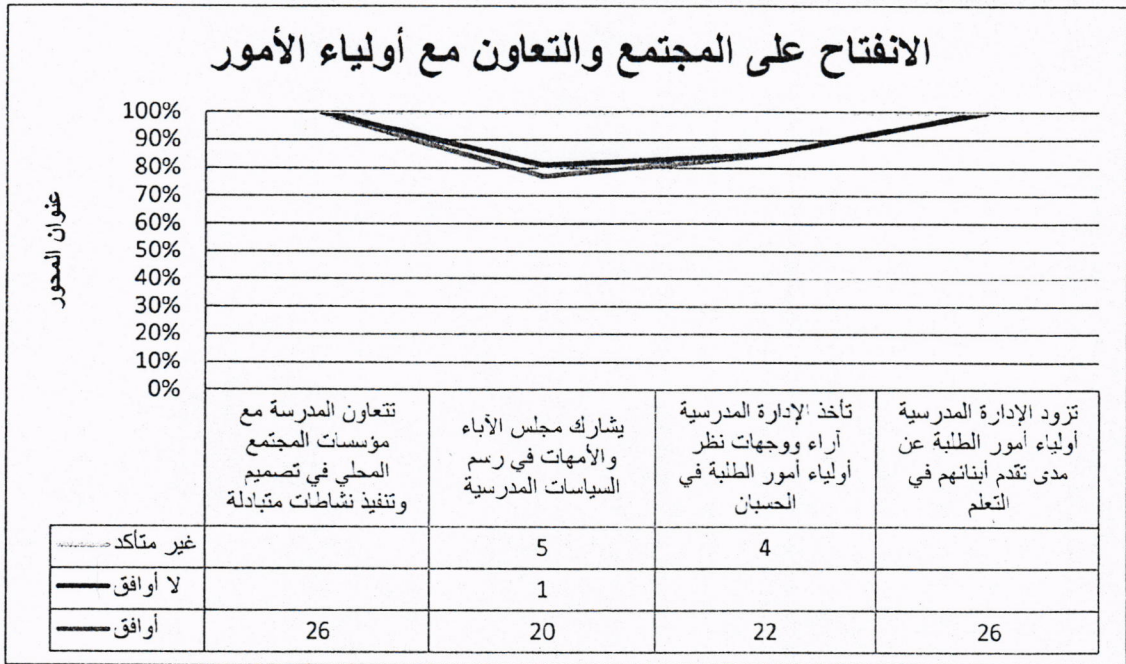 الانفتاح على المجتمع والتعاون مع أولياء الأمور
عنوان المحور
100%
90%
80%
70%
60%
50%
40%
30%
20%
10%
0%
تتعاون المدرسة مع
مؤسسات المجتمع
المحلي في تصميم
وتنفيذ نشاطات متبادلة
يشارك مجلس الآباء
والأمهات في رسم
السياسات المدرسية
تأخذ الإدارة المدرسية
آراء ووجهات نظر
أولياء أمور الطلبة في
الحسبان
تزود الإدارة المدرسية
أولياء أمور الطلبة عن
مدى تقدم أبنائهم في
التعلم
غير متأكد 5 4
لا أوافق 1
أوافق 26 20 22 26